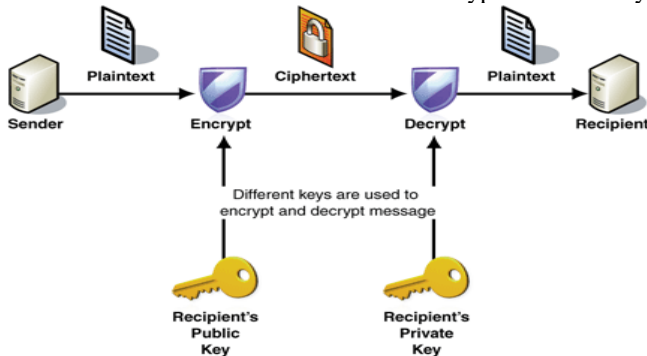 Plaintext
Ciphertext
Plaintext
Sender
Encrypt
Decrypt
Recipient
Different keys are used to
encrypt and decrypt message
Recipient's
Public
Key
Recipient's
Private
Key